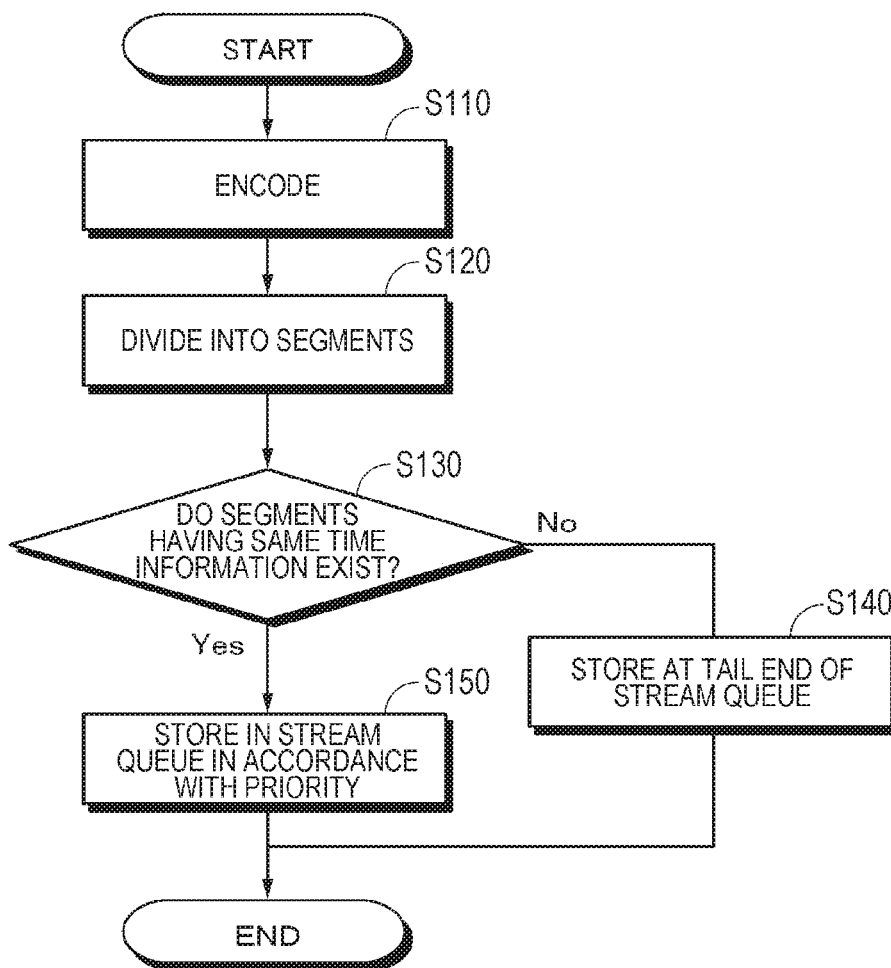 START
S110
ENCODE
S120
DIVIDE INTO SEGMENTS
S130
DO SEGMENTS
HAVING SAME TIME
INFORMATION EXIST?
No
Yes
S140
STORE AT TAIL END OF
STREAM QUEUE
S150
STORE IN STREAM
QUEUE IN ACCORDANCE
WITH PRIORITY
END